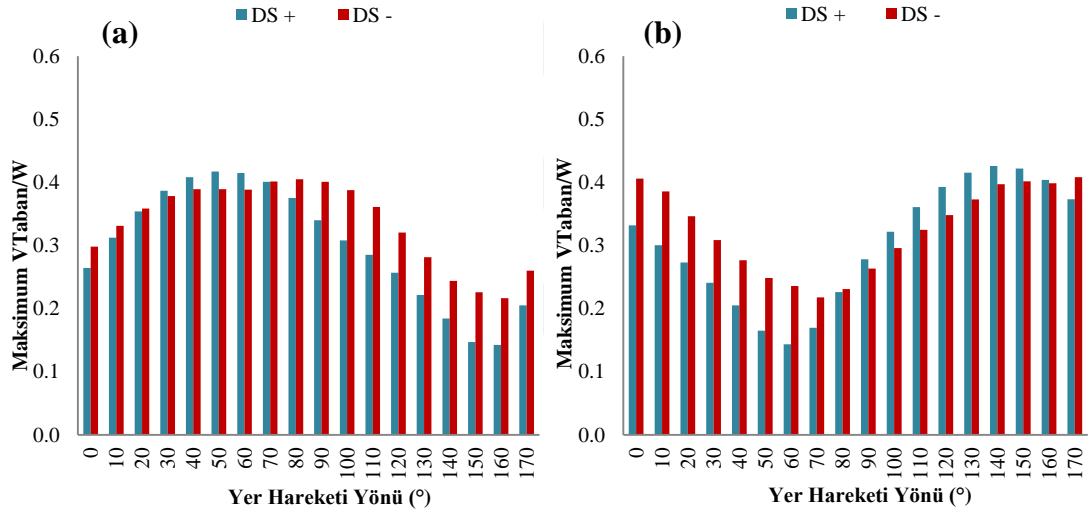 DS +
DS -
(a)
Maksimum VTaban/W
0.6
0.5
0.4
0.3
0.2
0.1
0.0
0 10 20 30 40 50 60 70 80 90 100 110 120 130 140 150 160 170
Yer Hareketi Yönü (°)
DS +
DS -
(b)
Maksimum VTaban/W
0.6
0.5
0.4
0.3
0.2
0.1
0.0
0 10 20 30 40 50 60 70 80 90 100 110 120 130 140 150 160 170
Yer Hareketi Yönü (°)